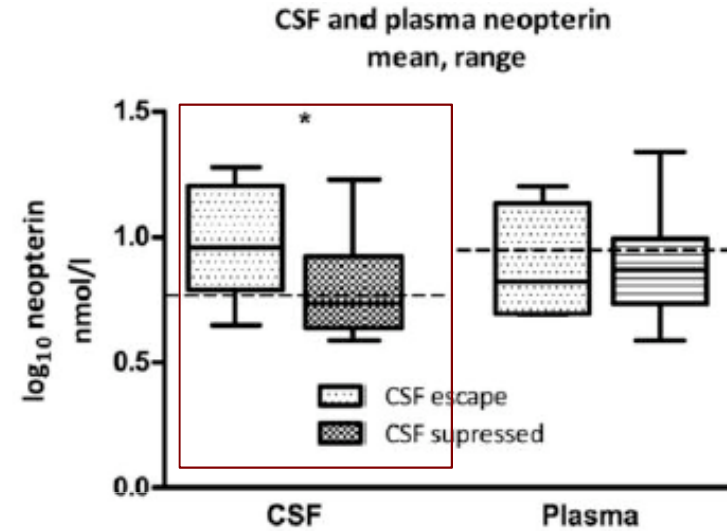 CSF and plasma neopterin
mean, range
log10 neopterin
nmol/l
1.5
1.0
0.5
0.0
*
CSF escape
CSF supressed
CSF
Plasma